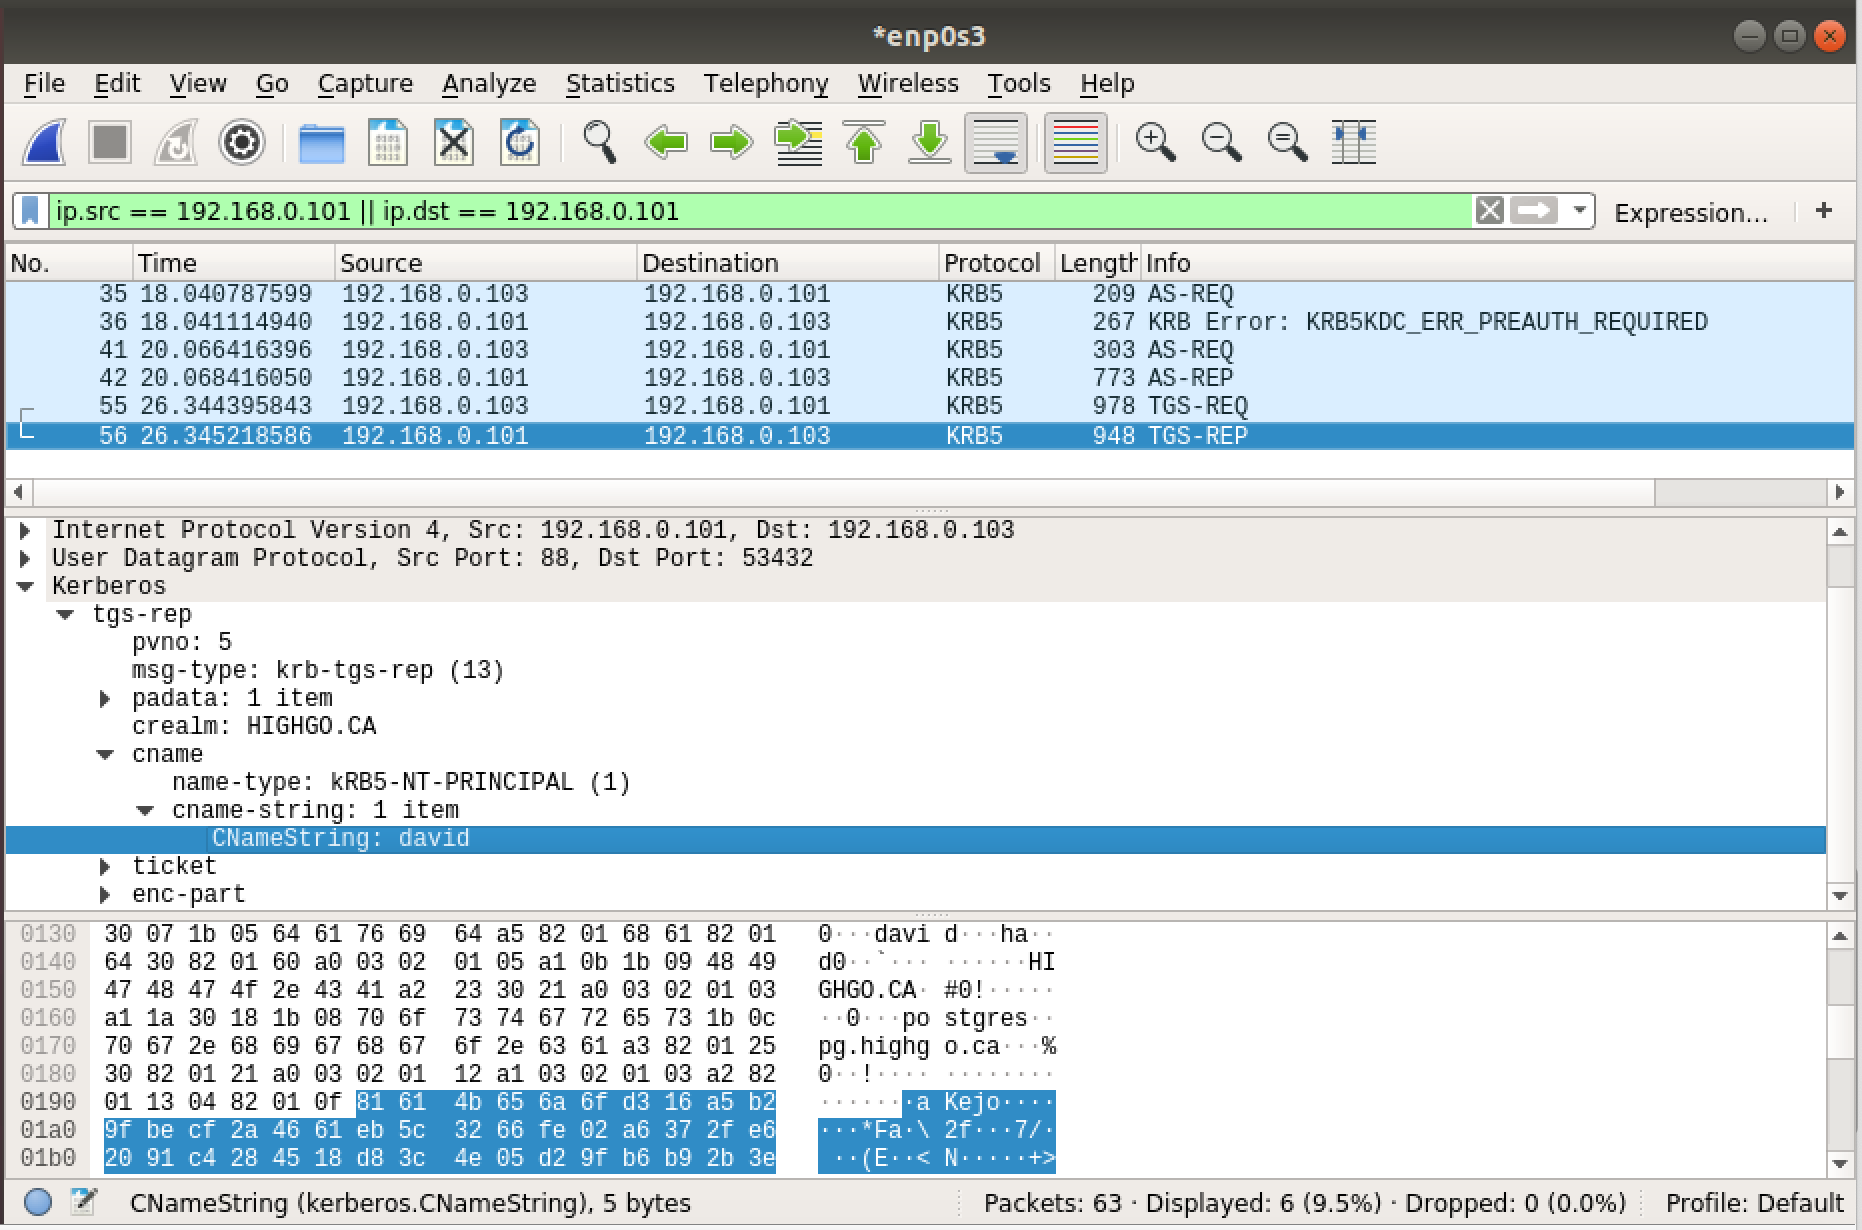 *enp0s3
File Edit View Go Capture Analyze Statistics Telephony Wireless Tools Help
ip.src == 192.168.0.101 || ip.dst == 192.168.0.101 Expression... +
No. Time Source Destination Protocol Length Info
35 18.040787599 192.168.0.103 192.168.0.101 KRB5 209 AS-REQ
36 18.041114940 192.168.0.101 192.168.0.103 KRB5 267 KRB Error: KRB5KDC_ERR_PREAUTH_REQUIRED
41 20.066416396 192.168.0.103 192.168.0.101 KRB5 303 AS-REQ
42 20.068416050 192.168.0.101 192.168.0.103 KRB5 773 AS-REP
55 26.344395843 192.168.0.103 192.168.0.101 KRB5 978 TGS-REQ
56 26.345218586 192.168.0.101 192.168.0.103 KRB5 948 TGS-REP
Internet Protocol Version 4, Src: 192.168.0.101, Dst: 192.168.0.103
User Datagram Protocol, Src Port: 88, Dst Port: 53432
Kerberos
tgs-rep
pvno: 5
msg-type: krb-tgs-rep (13)
padata: 1 item
crealm: HIGHGO.CA
cname
name-type: kRB5-NT-PRINCIPAL (1)
cname-string: 1 item
CNameString: david
ticket
enc-part
0130 30 07 1b 05 64 61 76 69 64 a5 82 01 68 61 82 01 0···davi d···ha··
0140 64 30 82 01 60 a0 03 02 01 05 a1 0b 1b 09 48 49 d0··`··· ······HI
0150 47 48 47 4f 2e 43 41 a2 23 30 21 a0 03 02 01 03 GHGO.CA· #0!·····
0160 a1 1a 30 18 1b 08 70 6f 73 74 67 72 65 73 1b 0c ··0···po stgres··
0170 70 67 2e 68 69 67 68 67 6f 2e 63 61 a3 82 01 25 pg.highg o.ca···%
0180 30 82 01 21 a0 03 02 01 12 a1 03 02 01 03 a2 82 0··!···· ········
0190 01 13 04 82 01 0f 81 61 4b 65 6a 6f d3 16 a5 b2 ·······a Kejo····
01a0 9f be cf 2a 46 61 eb 5c 32 66 fe 02 a6 37 2f e6 ···*Fa·\ 2f···7/·
01b0 20 91 c4 28 45 18 d8 3c 4e 05 d2 9f b6 b9 2b 3e ··(E··< N·····+>
CNameString (kerberos.CNameString), 5 bytes Packets: 63 · Displayed: 6 (9.5%) · Dropped: 0 (0.0%) Profile: Default